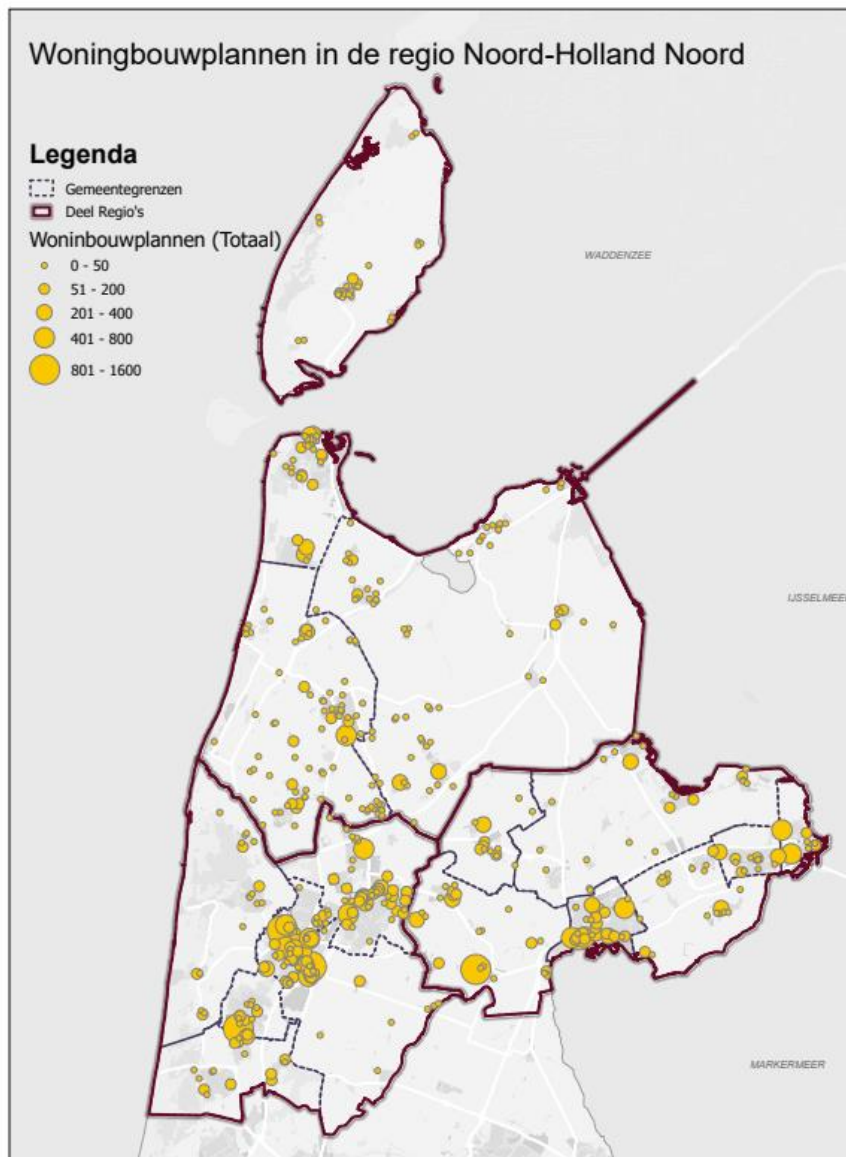 Woningbouwplannen in de regio Noord-Holland Noord
Legenda
Gemeentegrenzen
Deel Regio's
Woninbouwplannen (Totaal)
0 - 50
51 - 200
201 - 400
401 - 800
801 - 1600
WADDENZEE
IJSSELMEER
MARKERMEER